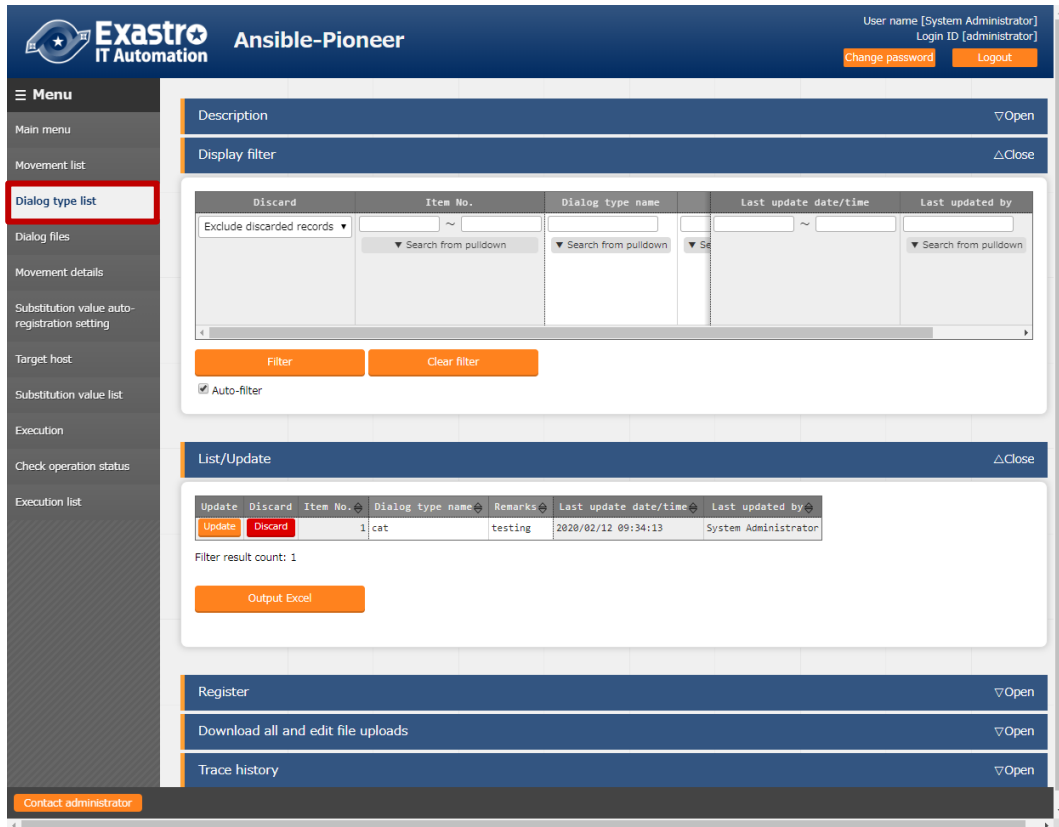 Exastro
IT Automation
Ansible-Pioneer
User name [System Administrator]
Login ID [administrator]
Change password Logout
☰ Menu
Main menu
Movement list
Dialog type list
Dialog files
Movement details
Substitution value auto-
registration setting
Target host
Substitution value list
Execution
Check operation status
Execution list
Description ▽Open
Display filter △Close
Discard Item No. Dialog type name Last update date/time Last updated by
Exclude discarded records ▼ ~ ~
▼ Search from pulldown ▼ Search from pulldown ▼ Se ▼ Search from pulldown
Filter Clear filter
Auto-filter
List/Update △Close
Update Discard Item No. Dialog type name Remarks Last update date/time Last updated by
Update Discard 1 cat testing 2020/02/12 09:34:13 System Administrator
Filter result count: 1
Output Excel
Register ▽Open
Download all and edit file uploads ▽Open
Trace history ▽Open
Contact administrator